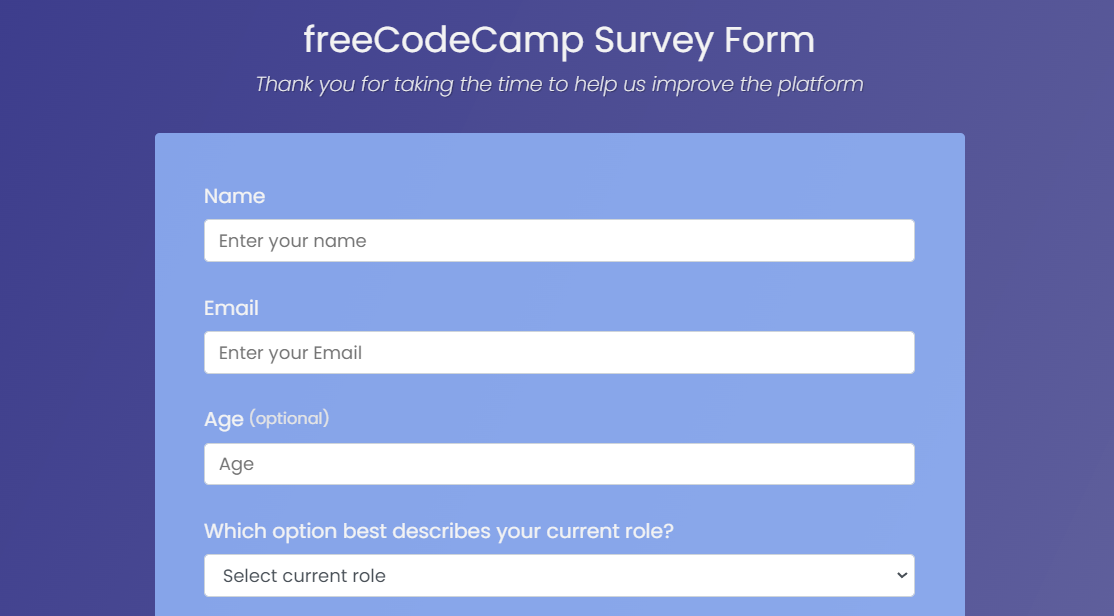 freeCodeCamp Survey Form
Thank you for taking the time to help us improve the platform
Name
Enter your name
Email
Enter your Email
Age (optional)
Age
Which option best describes your current role?
Select current role